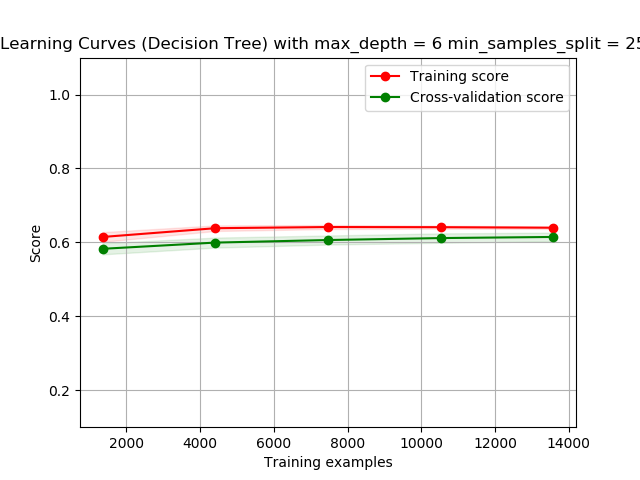 Learning Curves (Decision Tree) with max_depth = 6 min_samples_split = 25
Training score
Cross-validation score
1.0
0.8
0.6
0.4
0.2
Score
2000 4000 6000 8000 10000 12000 14000
Training examples